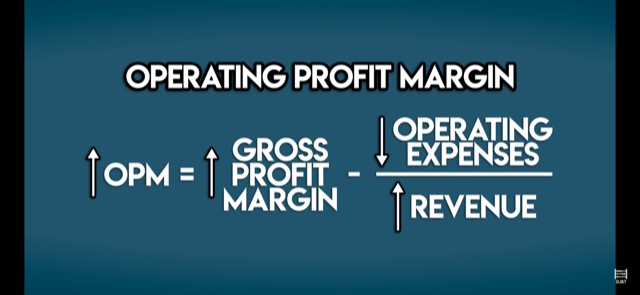 OPERATING PROFIT MARGIN
↑ OPM = ↑ GROSS PROFIT MARGIN - ↓ OPERATING EXPENSES
↑ REVENUE